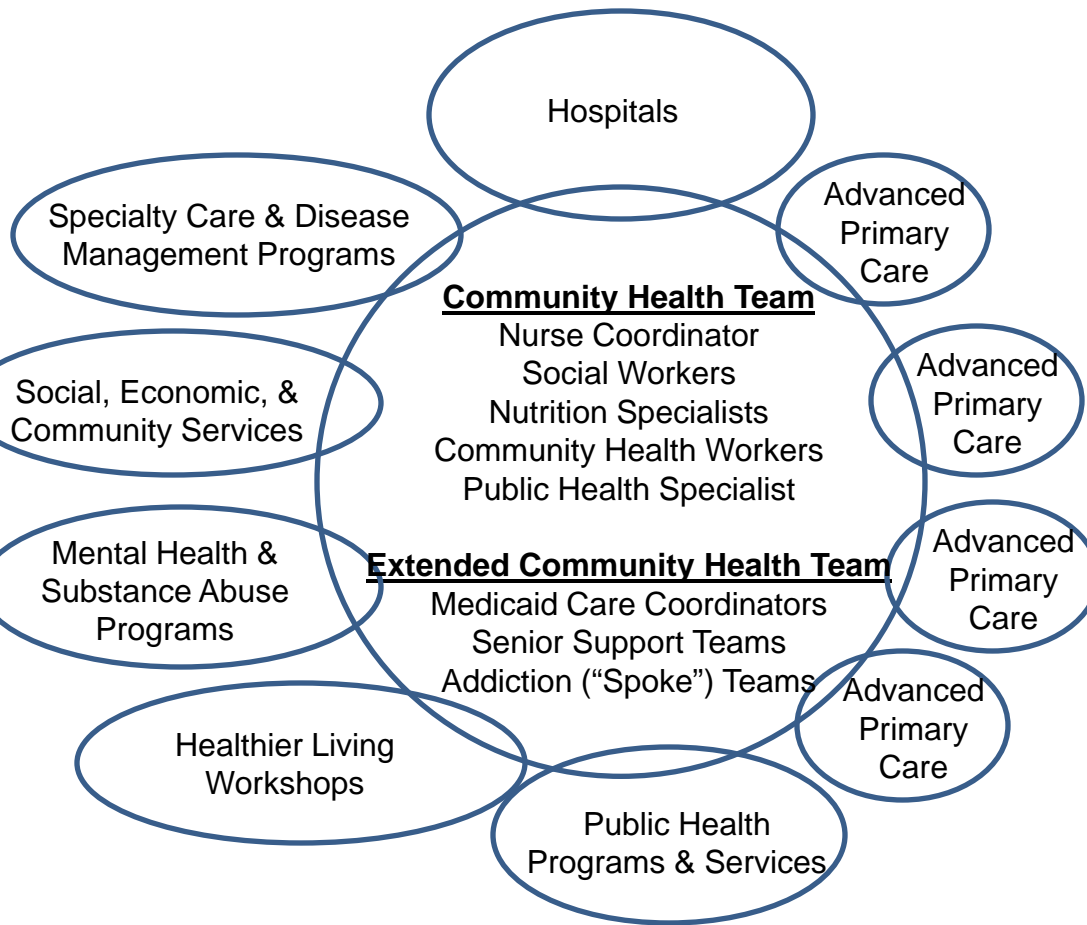 Hospitals
Specialty Care & Disease
Management Programs
Advanced
Primary
Care
Community Health Team
Nurse Coordinator
Social Workers
Nutrition Specialists
Community Health Workers
Public Health Specialist
Social, Economic, &
Community Services
Advanced
Primary
Care
Extended Community Health Team
Medicaid Care Coordinators
Senior Support Teams
Addiction (“Spoke”) Teams
Mental Health &
Substance Abuse
Programs
Advanced
Primary
Care
Advanced
Primary
Care
Healthier Living
Workshops
Public Health
Programs & Services